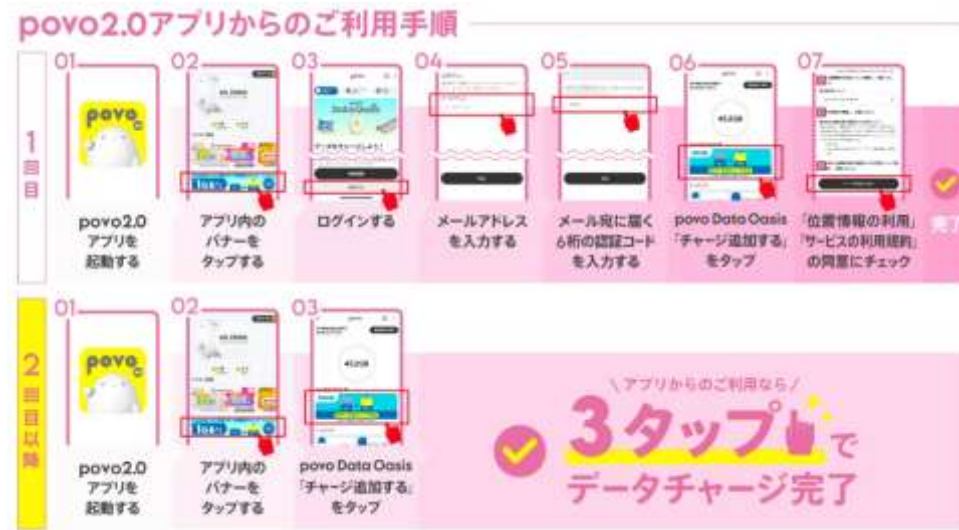 povo2.0アプリからのご利用手順
1回目
01
povo
povo2.0
アプリを
起動する
02
アプリ内の
バナーを
タップする
03
ログインする
04
メールアドレス
を入力する
05
メール宛に届く
6桁の認証コード
を入力する
06
povo Data Oasis
「チャージ追加する」
をタップ
07
「位置情報の利用」
「サービスの利用規約」
の同意にチェック
完了
2回目以降
01
povo
povo2.0
アプリを
起動する
02
アプリ内の
バナーを
タップする
03
povo Data Oasis
「チャージ追加する」
をタップ
\ アプリからのご利用なら /
3タップで
データチャージ完了